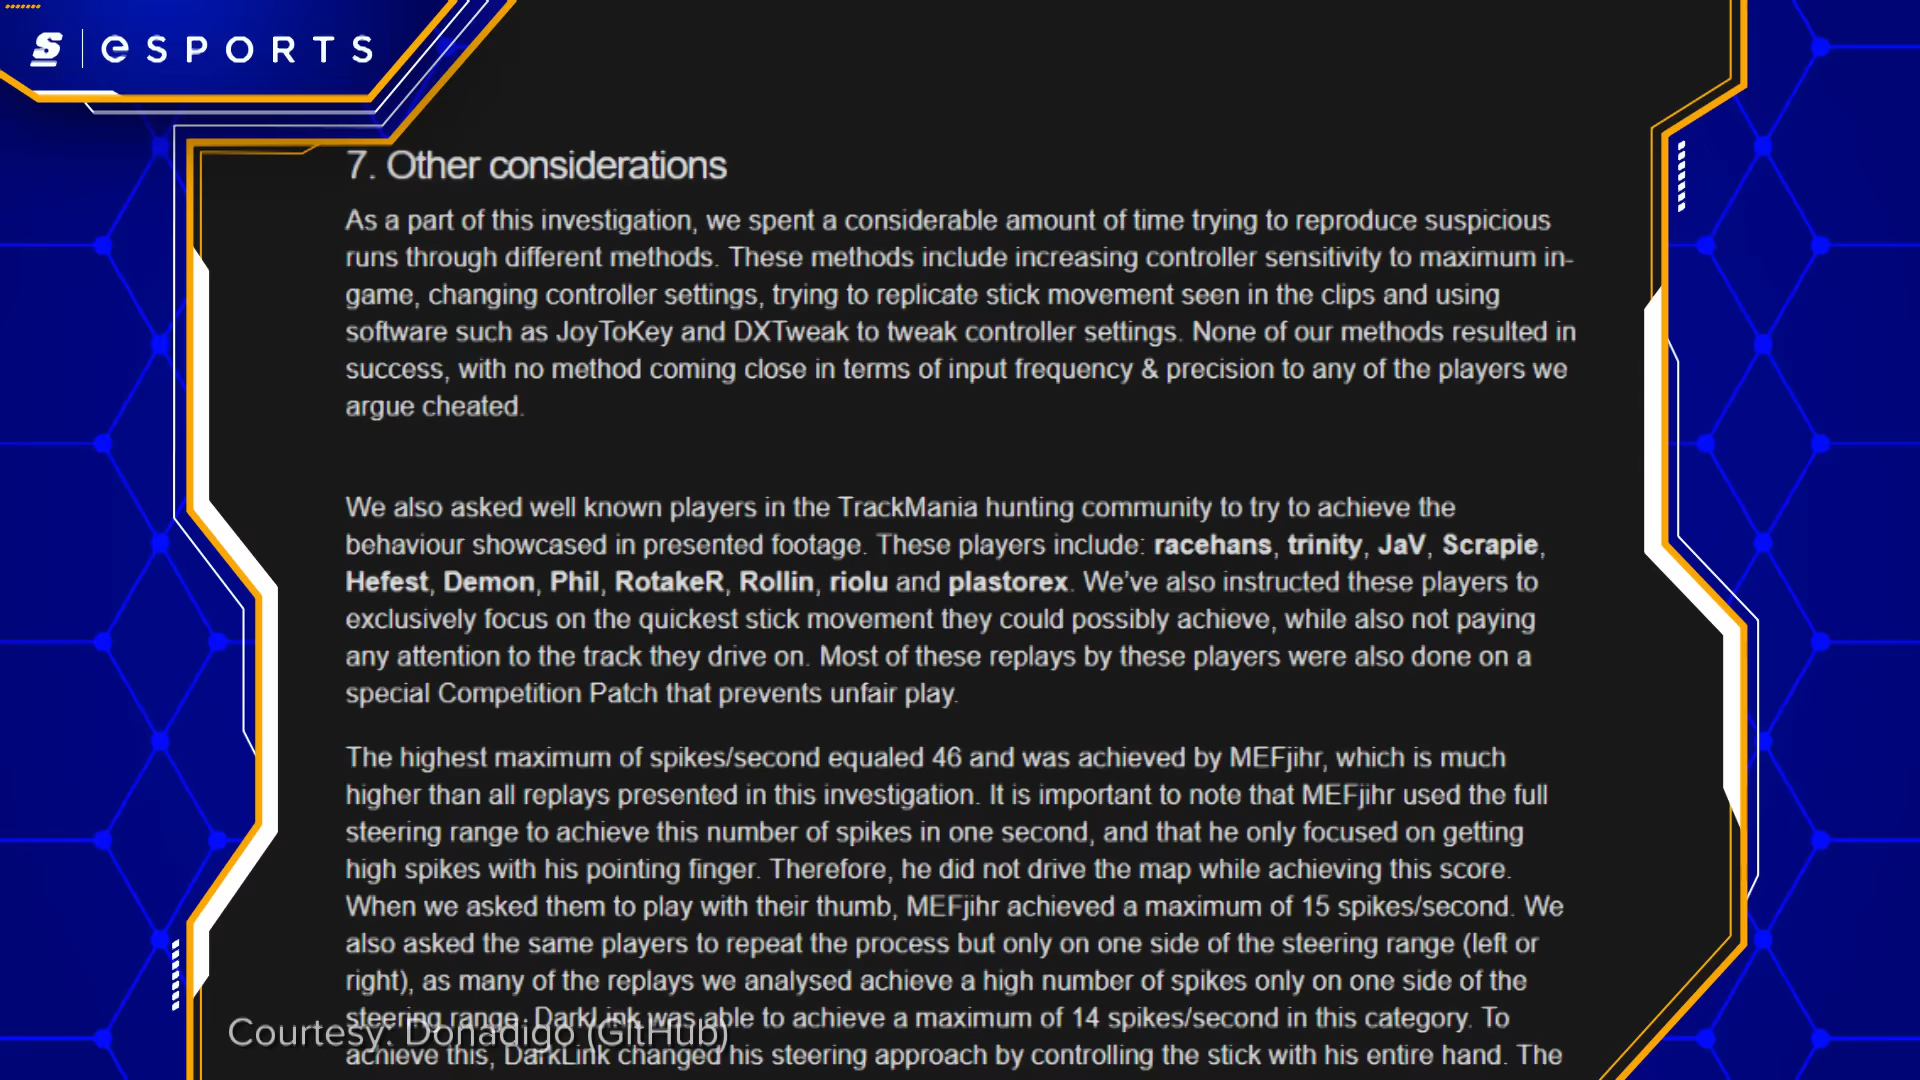 S | eSPORTS
7. Other considerations
As a part of this investigation, we spent a considerable amount of time trying to reproduce suspicious
runs through different methods. These methods include increasing controller sensitivity to maximum in-
game, changing controller settings, trying to replicate stick movement seen in the clips and using
software such as JoyToKey and DXTweak to tweak controller settings. None of our methods resulted in
success, with no method coming close in terms of input frequency & precision to any of the players we
argue cheated.
We also asked well known players in the TrackMania hunting community to try to achieve the
behaviour showcased in presented footage. These players include: racehans, trinity, JaV, Scrapie,
Hefest, Demon, Phil, RotakeR, Rollin, riolu and plastorex. We've also instructed these players to
exclusively focus on the quickest stick movement they could possibly achieve, while also not paying
any attention to the track they drive on. Most of these replays by these players were also done on a
special Competition Patch that prevents unfair play.
The highest maximum of spikes/second equaled 46 and was achieved by MEFjihr, which is much
higher than all replays presented in this investigation. It is important to note that MEFjihr used the full
steering range to achieve this number of spikes in one second, and that he only focused on getting
high spikes with his pointing finger. Therefore, he did not drive the map while achieving this score.
When we asked them to play with their thumb, MEFjihr achieved a maximum of 15 spikes/second. We
also asked the same players to repeat the process but only on one side of the steering range (left or
right), as many of the replays we analysed achieve a high number of spikes only on one side of the
steering range. DarkLink was able to achieve a maximum of 14 spikes/second in this category. To
Courtesy: Donadigo (GitHub)
achieve this, DarkLink changed his steering approach by controlling the stick with his entire hand. The